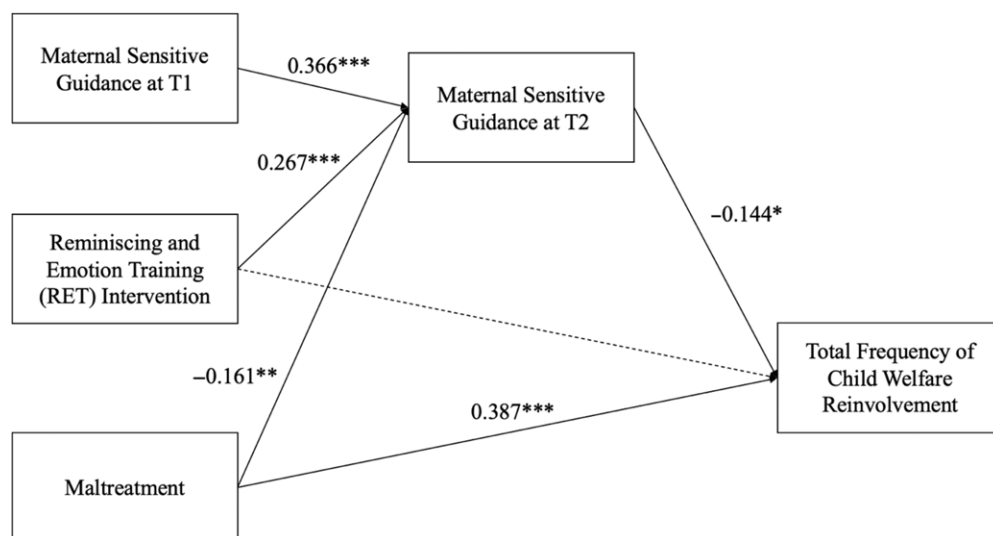 Maternal Sensitive
Guidance at T1
0.366***
Maternal Sensitive
Guidance at T2
0.267***
−0.144*
Reminiscing and
Emotion Training
(RET) Intervention
−0.161**
Total Frequency of
Child Welfare
Reinvolvement
0.387***
Maltreatment